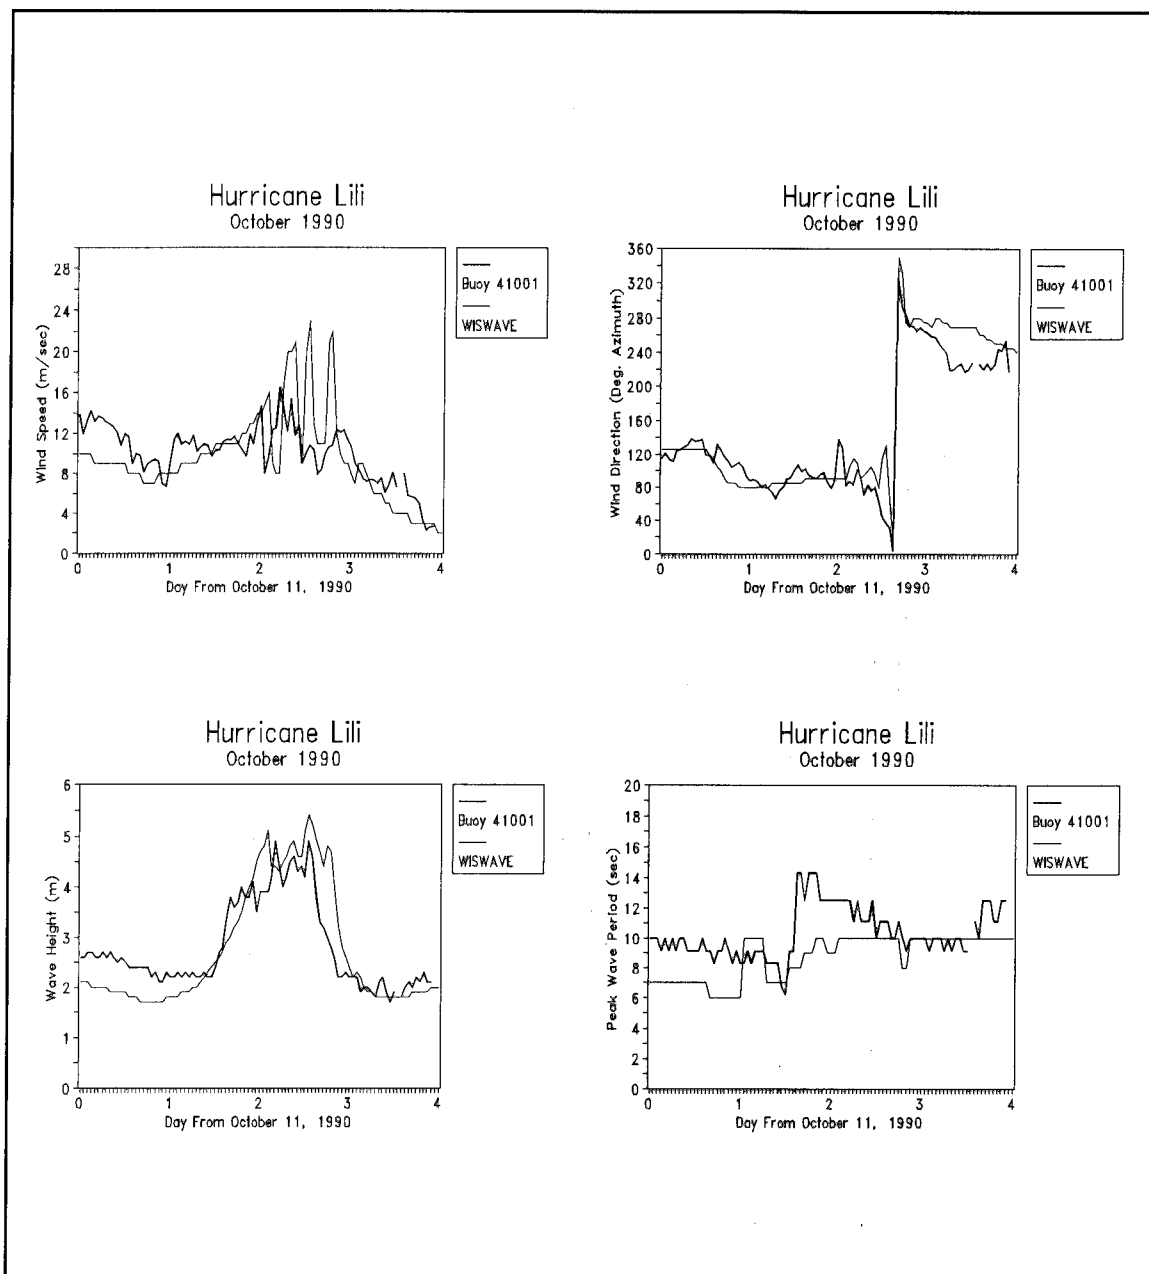 Hurricane Lili
October 1990
28
24
20
16
12
8
4
0
Wind Speed (m/sec)
0 1 2 3 4
Day From October 11, 1990
Buoy 41001
WISWAVE
Hurricane Lili
October 1990
360
320
280
240
200
160
120
80
40
0
Wind Direction (Deg. Azimuth)
0 1 2 3 4
Day From October 11, 1990
Buoy 41001
WISWAVE
Hurricane Lili
October 1990
6
5
4
3
2
1
0
Wave Height (m)
0 1 2 3 4
Day From October 11, 1990
Buoy 41001
WISWAVE
Hurricane Lili
October 1990
20
18
16
14
12
10
8
6
4
2
0
Peak Wave Period (sec)
0 1 2 3 4
Day From October 11, 1990
Buoy 41001
WISWAVE